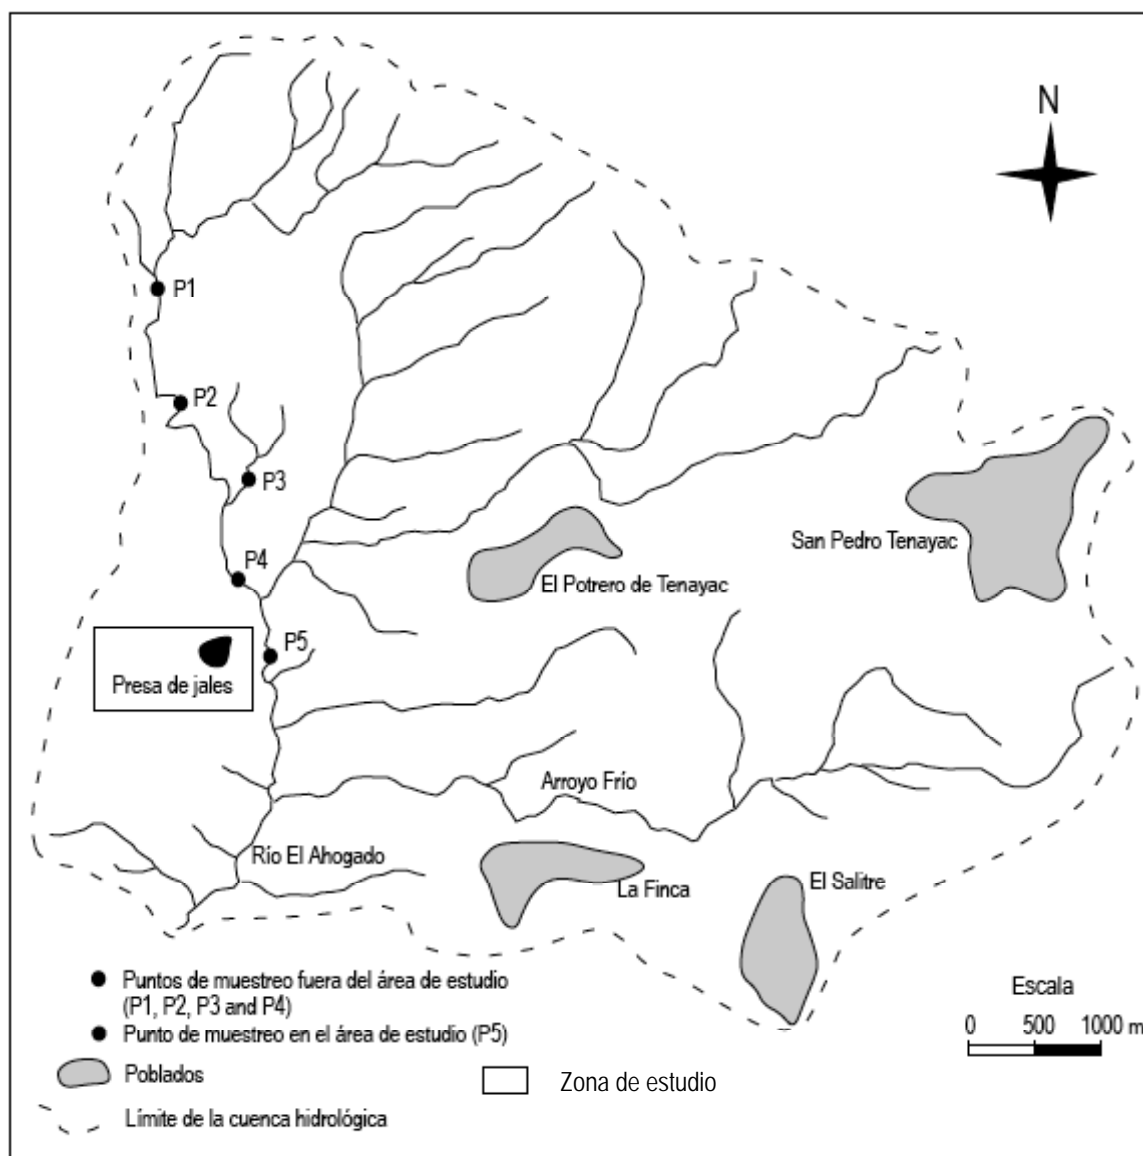 N
P1
P2
P3
San Pedro Tenayac
P4
El Potrero de Tenayac
P5
Presa de jales
Arroyo Frío
Río El Ahogado
La Finca
El Salitre
Puntos de muestreo fuera del área de estudio
(P1, P2, P3 and P4)
Punto de muestreo en el área de estudio (P5)
Poblados
Límite de la cuenca hidrológica
Zona de estudio
Escala
0 500 1000 m